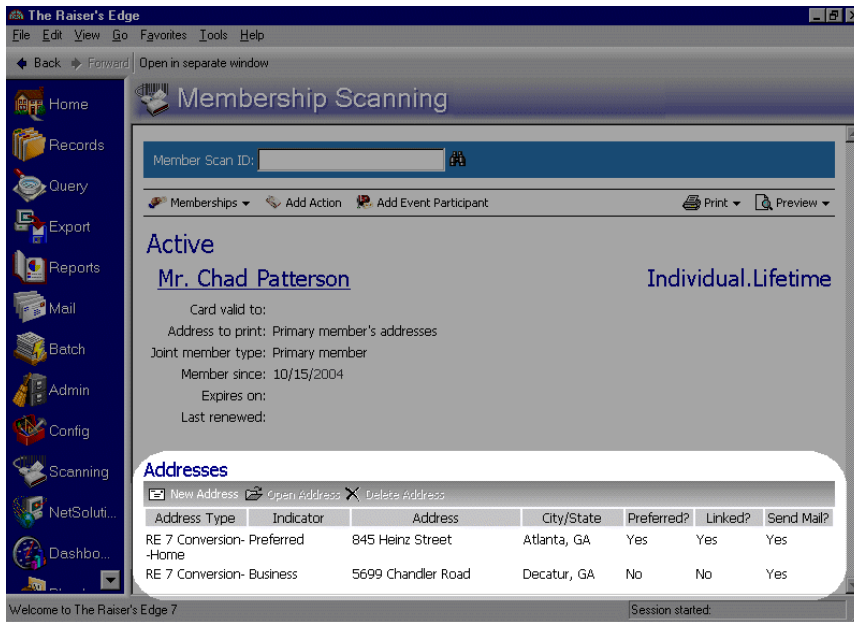 The Raiser's Edge
File Edit View Go Favorites Tools Help
Back Forward Open in separate window
Home
Records
Query
Export
Reports
Mail
Batch
Admin
Config
Scanning
NetSoluti...
Dashbo...
Membership Scanning
Member Scan ID:
Memberships Add Action Add Event Participant Print Preview
Active
Mr. Chad Patterson Individual.Lifetime
Card valid to:
Address to print: Primary member's addresses
Joint member type: Primary member
Member since: 10/15/2004
Expires on:
Last renewed:
Addresses
New Address Open Address Delete Address
Address Type Indicator Address City/State Preferred? Linked? Send Mail?
RE 7 Conversion- Preferred 845 Heinz Street Atlanta, GA Yes Yes Yes
-Home
RE 7 Conversion- Business 5699 Chandler Road Decatur, GA No No Yes
Welcome to The Raiser's Edge 7 Session started: